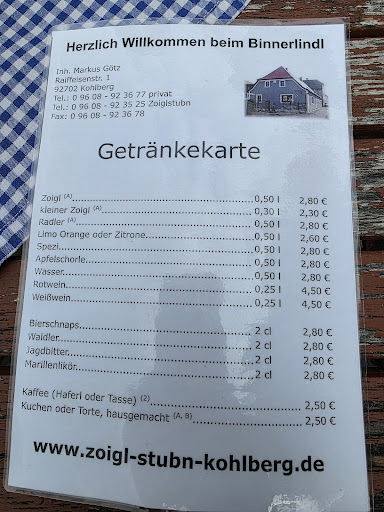 Herzlich Willkommen beim Binnerlindl
Inh. Markus Götz
Raiffeisenstr. 1
92702 Kohlberg
Tel.: 0 96 08 - 92 36 77 privat
Tel.: 0 96 08 - 92 35 25 Zoiglstubn
Fax: 0 96 08 - 92 36 78
Getränkekarte
Zoigl (A)......0,50 l 2,80 €
kleiner Zoigl (A)......0,30 l 2,30 €
Radler (A)......0,50 l 2,80 €
Limo Orange oder Zitrone......0,50 l 2,60 €
Spezi......0,50 l 2,80 €
Apfelschorle......0,50 l 2,80 €
Wasser......0,50 l 2,80 €
Rotwein......0,25 l 4,50 €
Weißwein......0,25 l 4,50 €
Bierschnaps......2 cl 2,80 €
Waidler......2 cl 2,80 €
Jagdbitter......2 cl 2,80 €
Marillenlikör......2 cl 2,80 €
Kaffee (Haferl oder Tasse) (2)......2,50 €
Kuchen oder Torte, hausgemacht (A, B)......2,50 €
www.zoigl-stubn-kohlberg.de